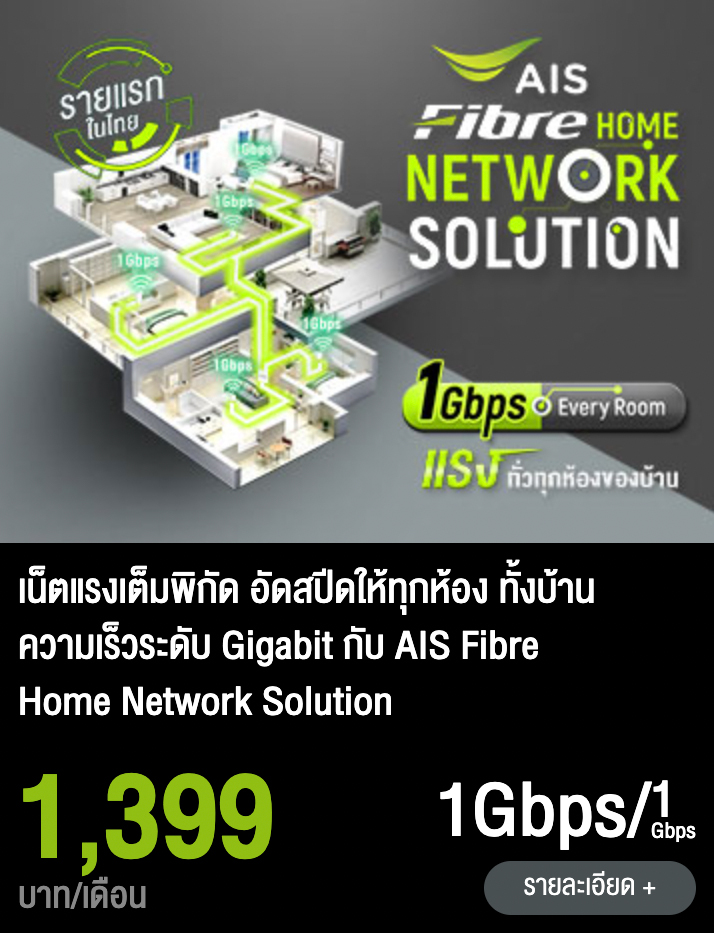 รายแรก
ในไทย
AIS
Fibre HOME
NETWORK
SOLUTION
1Gbps
1Gbps
1Gbps
1Gbps
1Gbps
1Gbps Every Room
แรง ทั่วทุกห้องของบ้าน
เน็ตแรงเต็มพิกัด อัดสปีดให้ทุกห้อง ทั้งบ้าน
ความเร็วระดับ Gigabit กับ AIS Fibre
Home Network Solution
1,399
บาท/เดือน
1Gbps/1 Gbps
รายละเอียด +